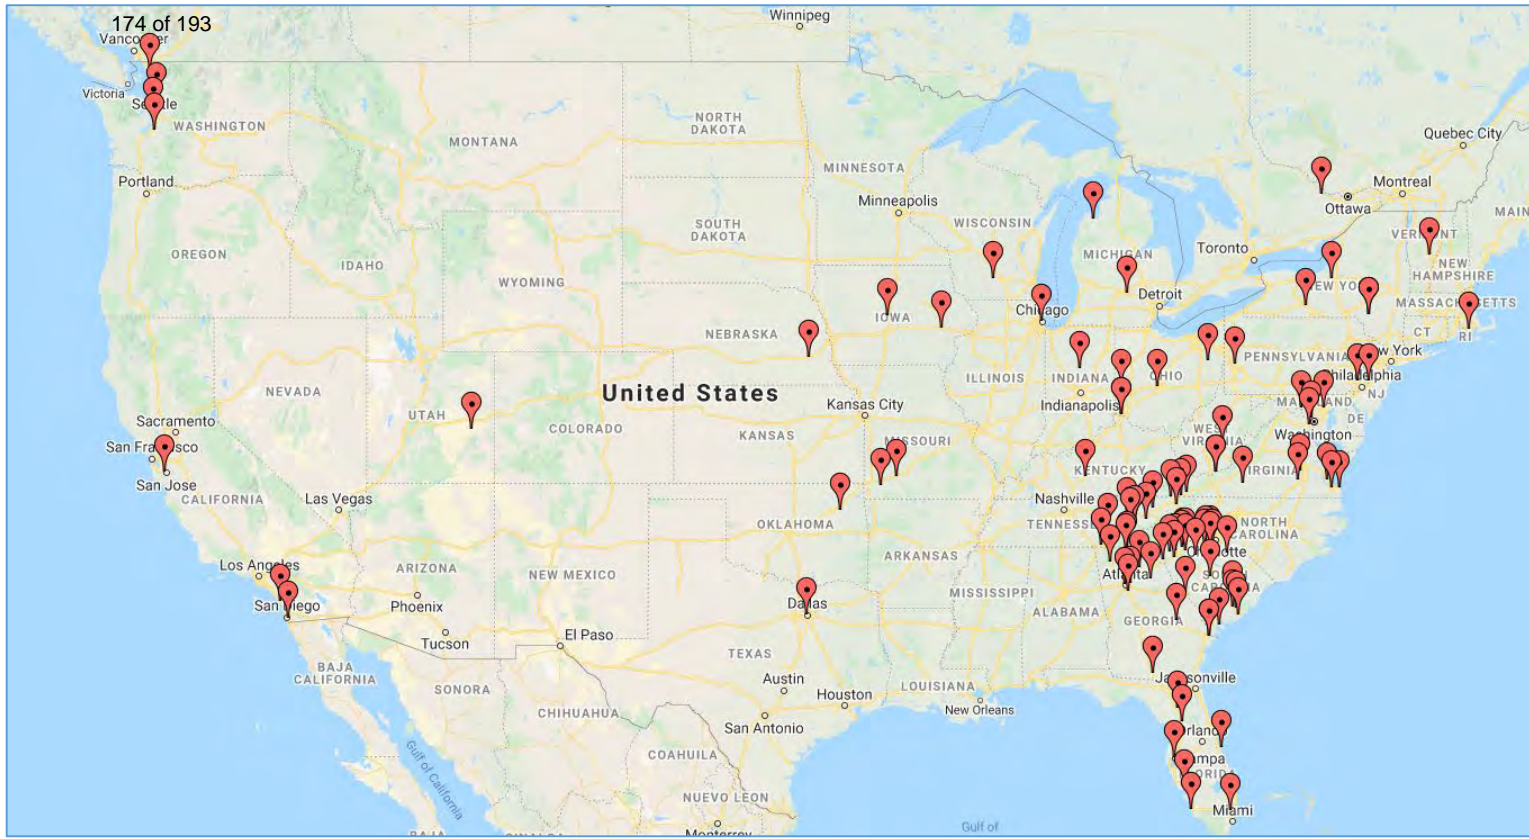 174 of 193
Winnipeg
Vancouver
Victoria
Seattle
WASHINGTON
MONTANA
NORTH
DAKOTA
MINNESOTA
Quebec City
Portland
Minneapolis
WISCONSIN
Montreal
Ottawa
MAIN
OREGON
IDAHO
SOUTH
DAKOTA
MICHIGAN
Toronto
VERMONT
NEW
HAMPSHIRE
WYOMING
Detroit
NEW YO
MASSACHUSETTS
Chicago
IOWA
NEBRASKA
CT
RI
PENNSYLVANIA
w York
NEVADA
UTAH
United States
ILLINOIS
INDIANA
OHIO
Philadelphia
NJ
Sacramento
San Francisco
San Jose
COLORADO
Kansas City
KANSAS
MISSOURI
Indianapolis
MARYLAND
DE
Washington
WEST
VIRGINIA
VIRGINIA
CALIFORNIA
Las Vegas
KENTUCKY
Nashville
TENNESSEE
OKLAHOMA
NORTH
CAROLINA
Charlotte
Los Angeles
ARIZONA
NEW MEXICO
ARKANSAS
Atlanta
SOUTH
CAROLINA
San Diego
Phoenix
Dallas
MISSISSIPPI
ALABAMA
GEORGIA
Tucson
El Paso
TEXAS
BAJA
CALIFORNIA
SONORA
Austin
Houston
LOUISIANA
Jacksonville
New Orleans
CHIHUAHUA
San Antonio
Orlando
Gulf of California
COAHUILA
Tampa
FLORIDA
NUEVO LEON
Miami
Monterrey
Gulf of